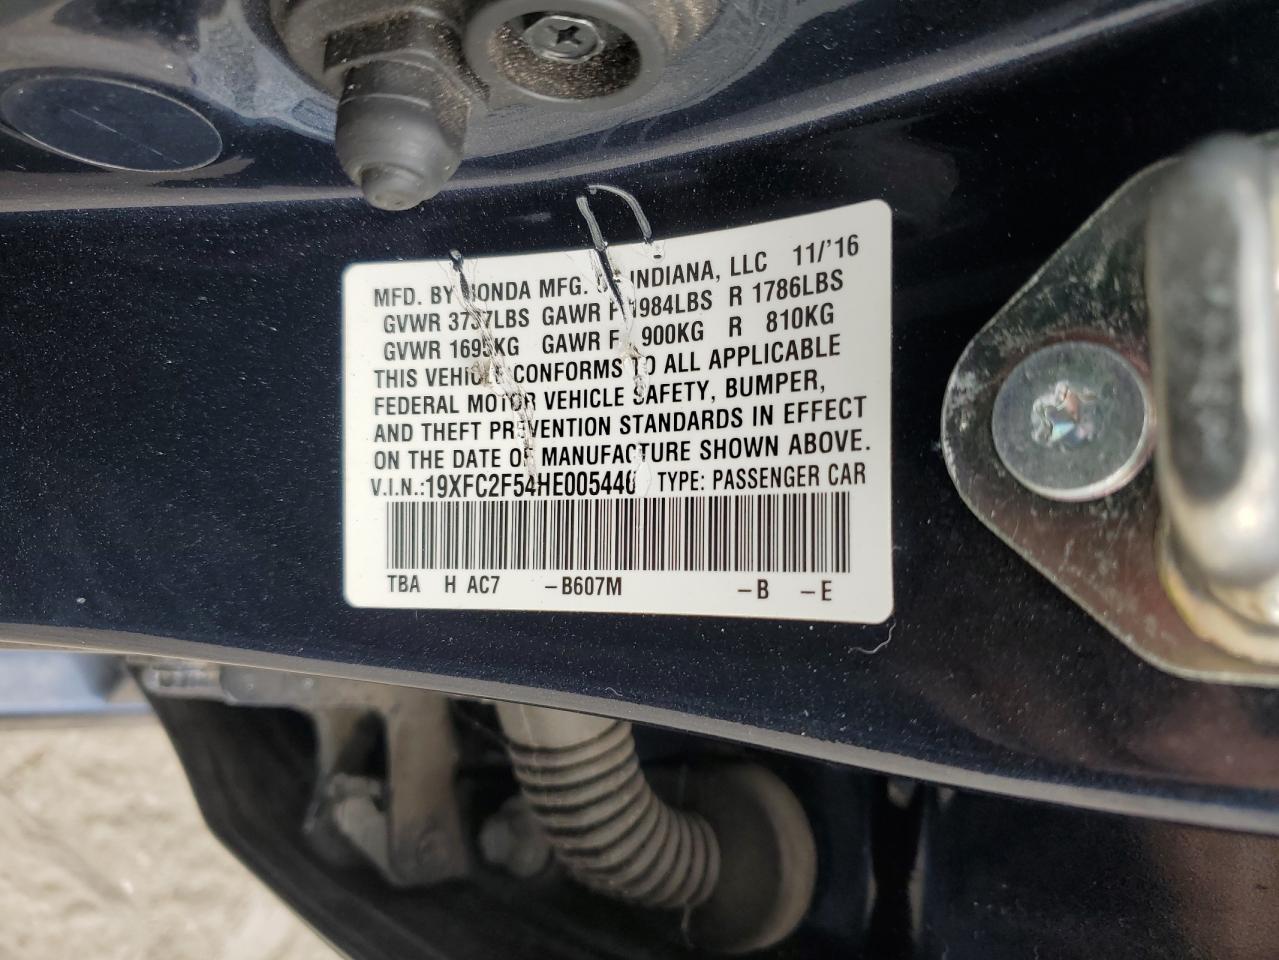 MFD. BY HONDA MFG. OF INDIANA, LLC 11/'16
GVWR 3737LBS GAWR F 1984LBS R 1786LBS
GVWR 1695KG GAWR F 900KG R 810KG
THIS VEHICLE CONFORMS TO ALL APPLICABLE
FEDERAL MOTOR VEHICLE SAFETY, BUMPER,
AND THEFT PREVENTION STANDARDS IN EFFECT
ON THE DATE OF MANUFACTURE SHOWN ABOVE.
V.I.N.:19XFC2F54HE005440 TYPE: PASSENGER CAR
TBA H AC7 –B607M –B –E